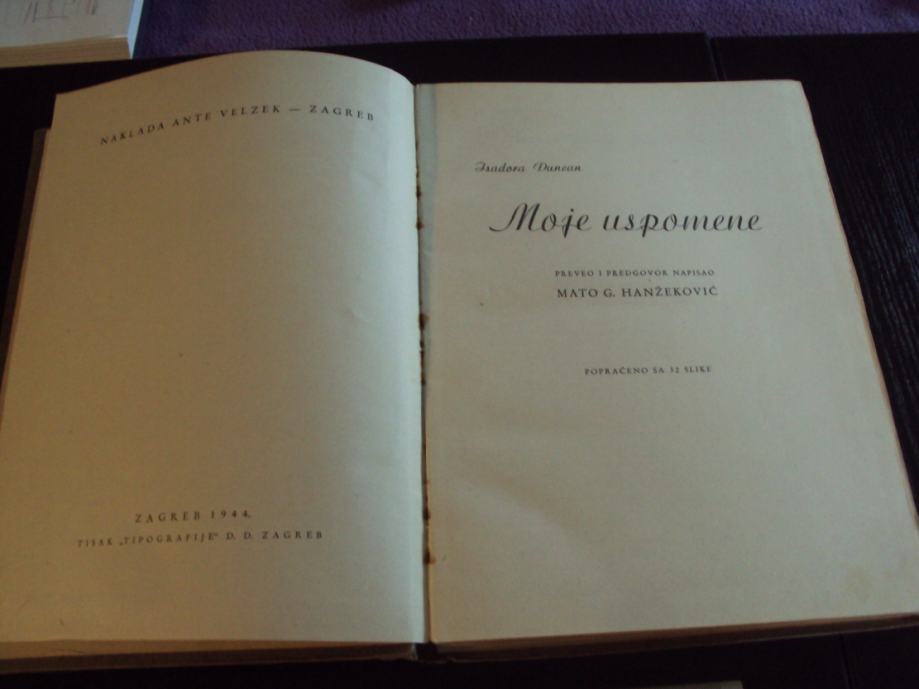 NAKLADA ANTE VELZEK — ZAGREB
ZAGREB 1944.
TISAK „TIPOGRAFIJE“ D. D. ZAGREB
Isadora Duncan
Moje uspomene
PREVEO I PREDGOVOR NAPISAO
MATO G. HANŽEKOVIĆ
POPRAĆENO SA 32 SLIKE